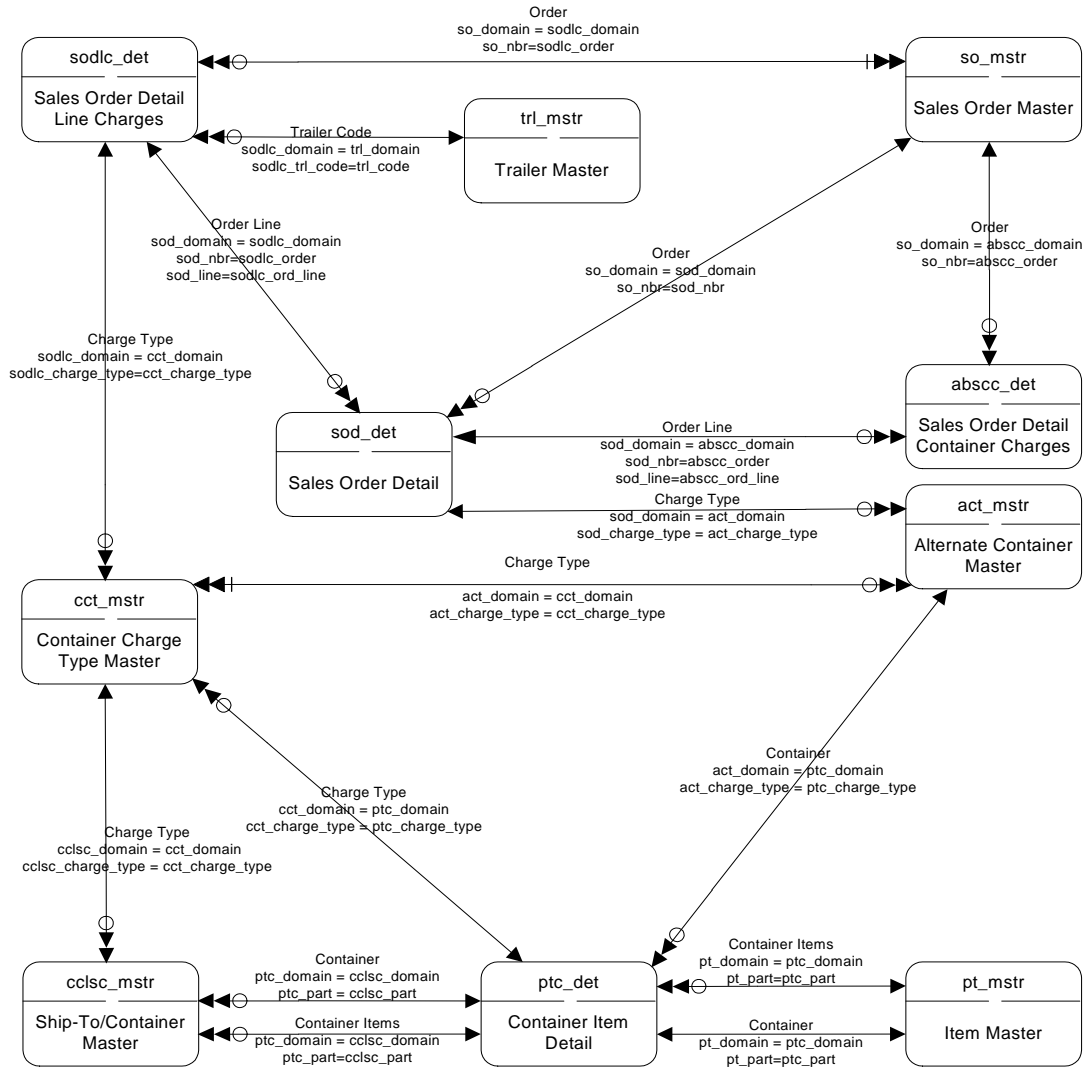 Order
so_domain = sodlc_domain
so_nbr=sodlc_order
sodlc_det
Sales Order Detail
Line Charges
so_mstr
Sales Order Master
trl_mstr
Trailer Master
Trailer Code
sodlc_domain = trl_domain
sodlc_trl_code=trl_code
Order Line
sod_domain = sodlc_domain
sod_nbr=sodlc_order
sod_line=sodlc_ord_line
Order
so_domain = sod_domain
so_nbr=sod_nbr
Order
so_domain = abscc_domain
so_nbr=abscc_order
Charge Type
sodlc_domain = cct_domain
sodlc_charge_type=cct_charge_type
sod_det
Sales Order Detail
abscc_det
Sales Order Detail
Container Charges
Order Line
sod_domain = abscc_domain
sod_nbr=abscc_order
sod_line=abscc_ord_line
Charge Type
sod_domain = act_domain
sod_charge_type = act_charge_type
act_mstr
Alternate Container
Master
Charge Type
act_domain = cct_domain
act_charge_type = cct_charge_type
cct_mstr
Container Charge
Type Master
Container
act_domain = ptc_domain
act_charge_type = ptc_charge_type
Charge Type
cct_domain = ptc_domain
cct_charge_type = ptc_charge_type
Charge Type
cclsc_domain = cct_domain
cclsc_charge_type = cct_charge_type
cclsc_mstr
Ship-To/Container
Master
Container
ptc_domain = cclsc_domain
ptc_part = cclsc_part
Container Items
ptc_domain = cclsc_domain
ptc_part=cclsc_part
ptc_det
Container Item
Detail
Container Items
pt_domain = ptc_domain
pt_part=ptc_part
Container
pt_domain = ptc_domain
pt_part=ptc_part
pt_mstr
Item Master